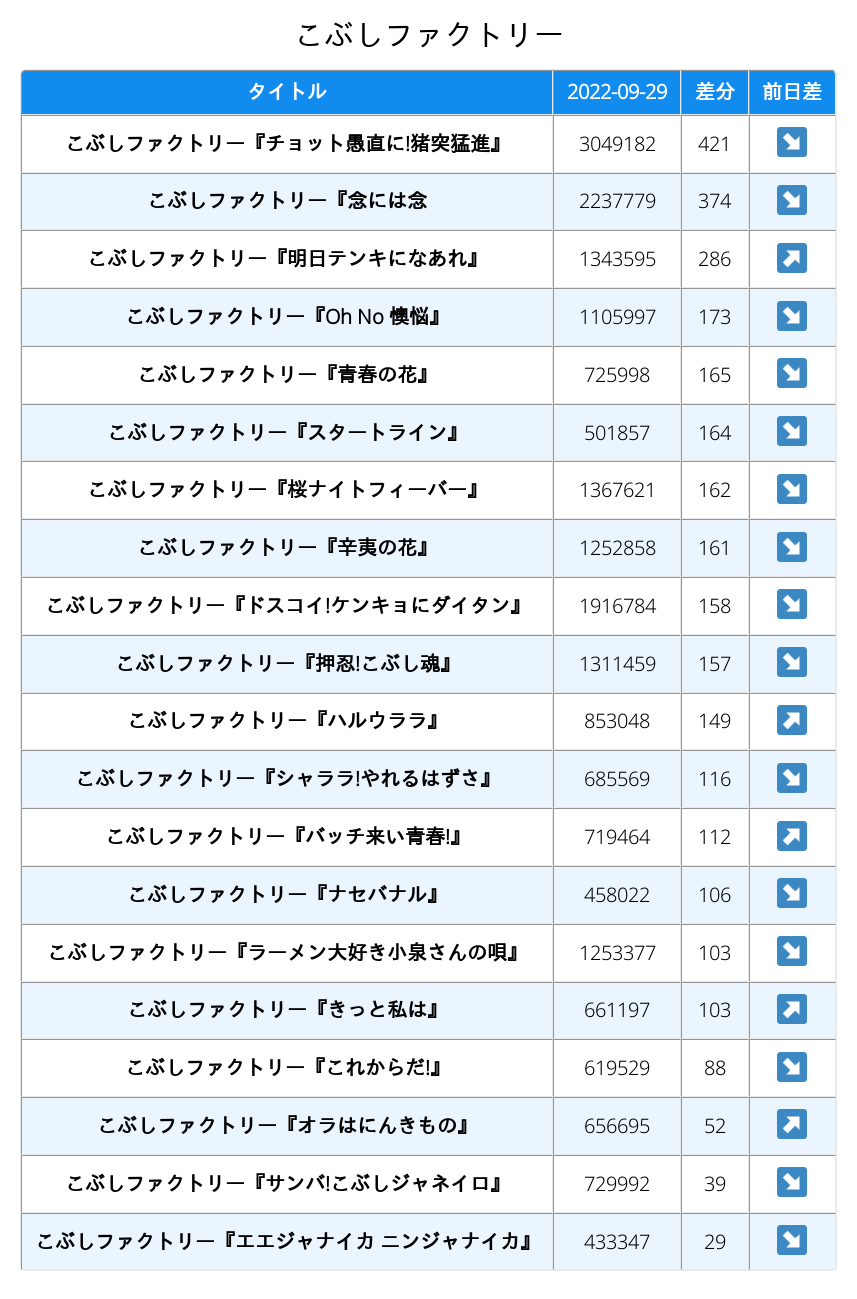 こぶしファクトリー
タイトル 2022-09-29 差分 前日差
こぶしファクトリー『チョット愚直に!猪突猛進』 3049182 421 ↘
こぶしファクトリー『念には念 2237779 374 ↘
こぶしファクトリー『明日テンキになあれ』 1343595 286 ↗
こぶしファクトリー『Oh No 懊悩』 1105997 173 ↘
こぶしファクトリー『青春の花』 725998 165 ↘
こぶしファクトリー『スタートライン』 501857 164 ↘
こぶしファクトリー『桜ナイトフィーバー』 1367621 162 ↘
こぶしファクトリー『辛夷の花』 1252858 161 ↘
こぶしファクトリー『ドスコイ!ケンキョにダイタン』 1916784 158 ↘
こぶしファクトリー『押忍!こぶし魂』 1311459 157 ↘
こぶしファクトリー『ハルウララ』 853048 149 ↗
こぶしファクトリー『シャララ!やれるはずさ』 685569 116 ↘
こぶしファクトリー『バッチ来い青春!』 719464 112 ↗
こぶしファクトリー『ナセバナル』 458022 106 ↘
こぶしファクトリー『ラーメン大好き小泉さんの唄』 1253377 103 ↘
こぶしファクトリー『きっと私は』 661197 103 ↗
こぶしファクトリー『これからだ!』 619529 88 ↘
こぶしファクトリー『オラはにんきもの』 656695 52 ↗
こぶしファクトリー『サンバ!こぶしジャネイロ』 729992 39 ↘
こぶしファクトリー『エエジャナイカ ニンジャナイカ』 433347 29 ↘